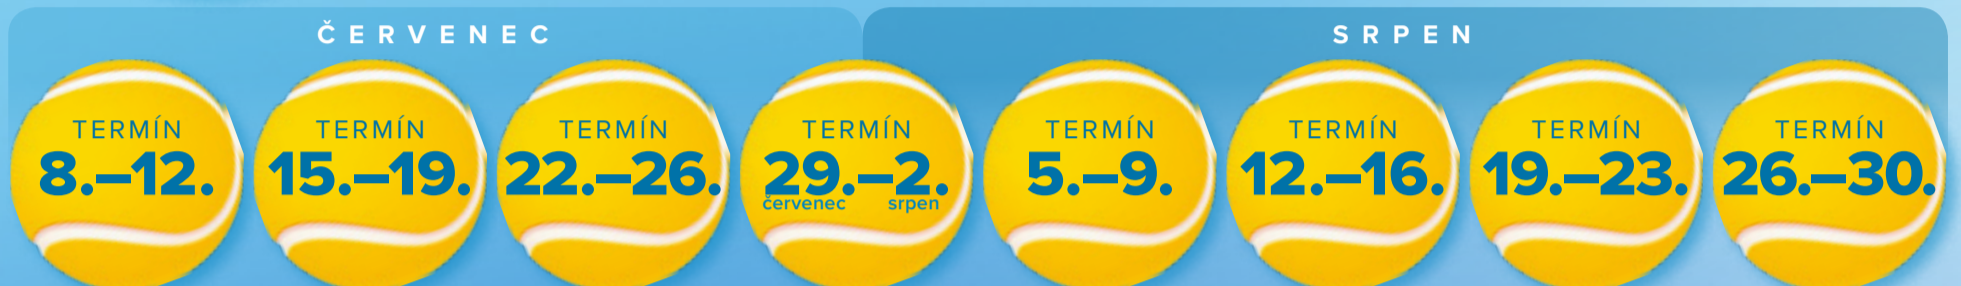 ČERVENEC
SRPEN
TERMÍN
8.–12.
TERMÍN
15.–19.
TERMÍN
22.–26.
TERMÍN
29.–2.
červenec srpen
TERMÍN
5.–9.
TERMÍN
12.–16.
TERMÍN
19.–23.
TERMÍN
26.–30.